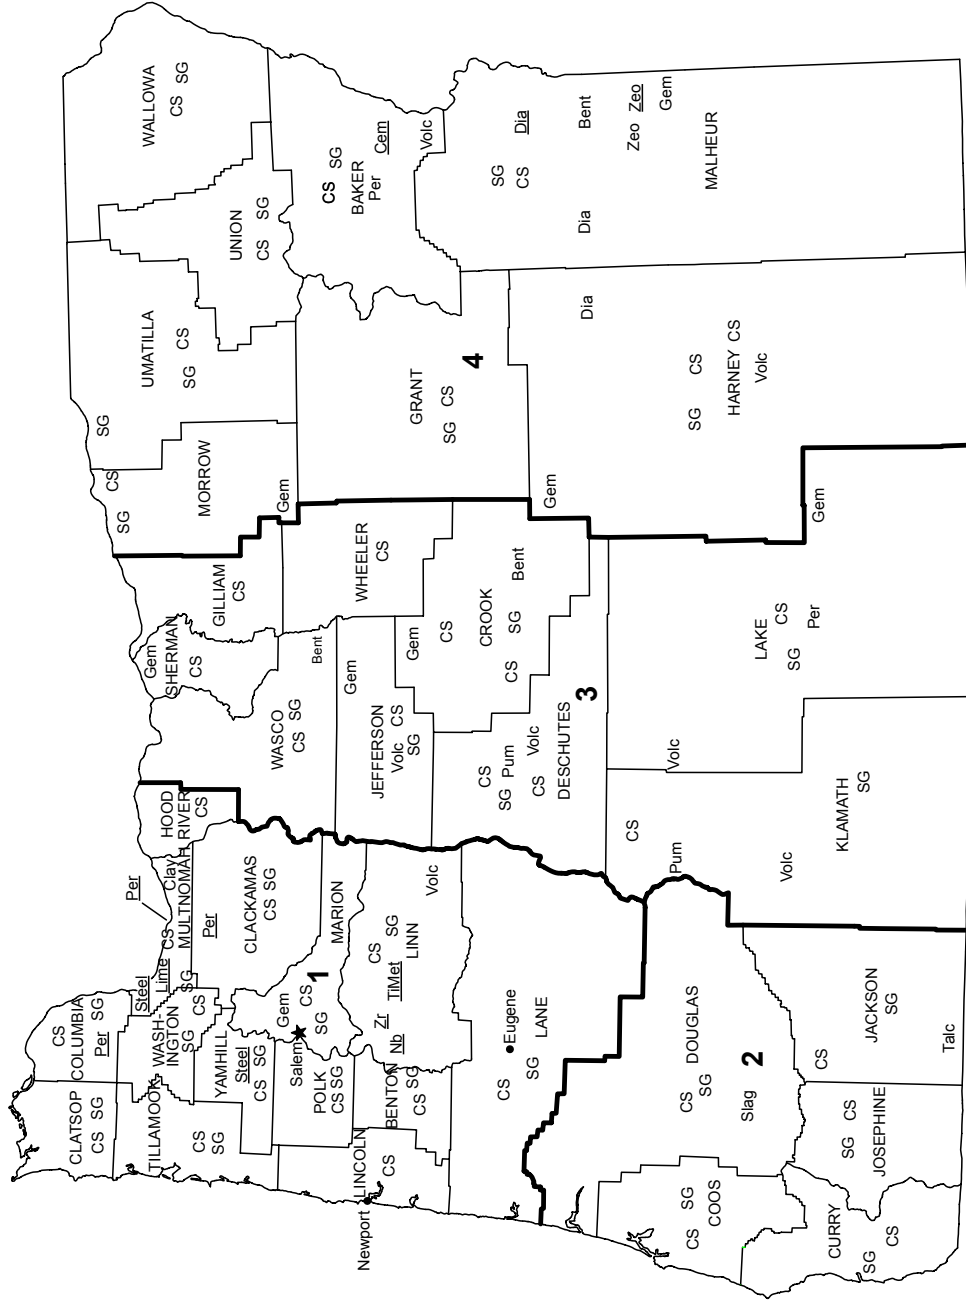 CLATSOP
CS SG
CS
COLUMBIA
Per SG
TILLAMOOK
CS
SG
Steel
WASH-
INGTON
SG CS
Lime CS
SG
MULTNOMAH
Clay
Per
HOOD
RIVER
CS
YAMHILL
Steel
CS SG
Per
CLACKAMAS
CS SG
Gem
CS
SG
Salem
MARION
1
POLK
CS SG
LINCOLN
CS
Newport
BENTON
SG
CS
Zr
Nb
TiMet
CS
SG
LINN
Volc
CS
Eugene
SG
LANE
Gem
SHERMAN
CS
GILLIAM
CS
WASCO
CS SG
Bent
WHEELER
CS
Gem
JEFFERSON
Volc CS
SG
Gem
CS
CROOK
CS SG
Bent
CS
SG Pum
CS Volc
DESCHUTES
3
CS
Pum
Volc
Volc
KLAMATH
SG
LAKE
CS
SG
Per
Gem
SG
CS
MORROW
Gem
SG
UMATILLA
SG CS
UNION
CS SG
WALLOWA
CS SG
CS SG
BAKER
Per
Cem
Volc
GRANT
SG CS
4
Gem
Dia
SG
CS
HARNEY CS
Volc
SG
CS
Dia
Dia
Bent
Zeo Zeo
Gem
MALHEUR
DOUGLAS
CS
SG
Slag
2
CS SG
COOS
CURRY
SG
CS
SG CS
JOSEPHINE
CS
JACKSON
SG
Talc